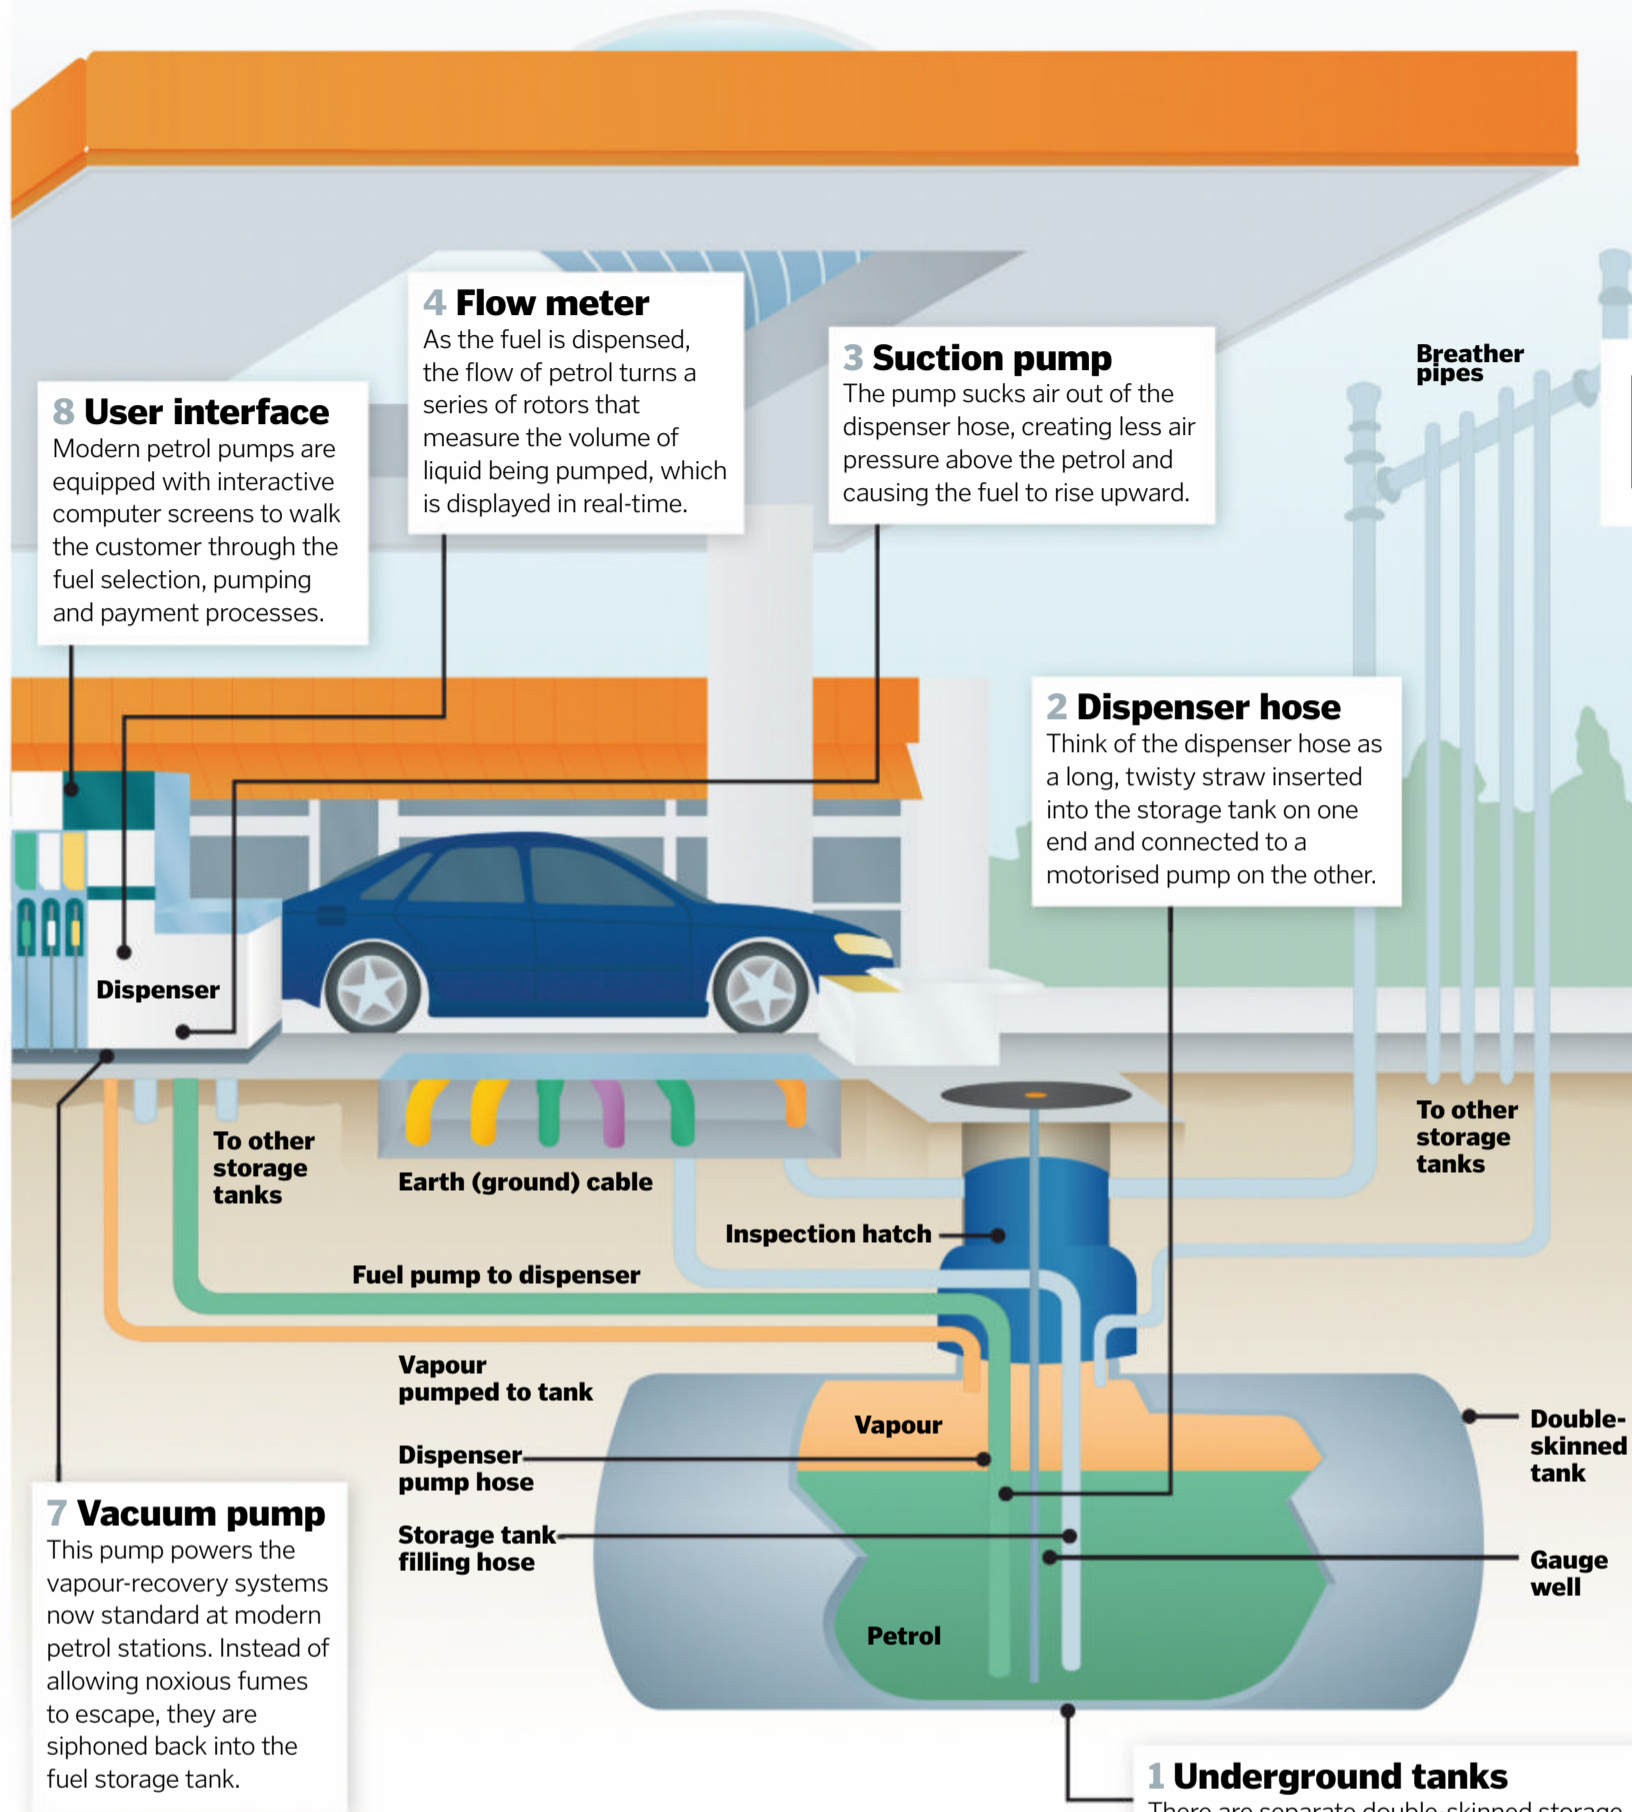 4 Flow meter
As the fuel is dispensed,
the flow of petrol turns a
series of rotors that
measure the volume of
liquid being pumped, which
is displayed in real-time.
3 Suction pump
The pump sucks air out of the
dispenser hose, creating less air
pressure above the petrol and
causing the fuel to rise upward.
Breather
pipes
8 User interface
Modern petrol pumps are
equipped with interactive
computer screens to walk
the customer through the
fuel selection, pumping
and payment processes.
2 Dispenser hose
Think of the dispenser hose as
a long, twisty straw inserted
into the storage tank on one
end and connected to a
motorised pump on the other.
Dispenser
To other
storage
tanks
Earth (ground) cable
To other
storage
tanks
Inspection hatch
Fuel pump to dispenser
Vapour
pumped to tank
Vapour
Dispenser
pump hose
Double-
skinned
tank
Storage tank
filling hose
Gauge
well
Petrol
7 Vacuum pump
This pump powers the
vapour-recovery systems
now standard at modern
petrol stations. Instead of
allowing noxious fumes
to escape, they are
siphoned back into the
fuel storage tank.
1 Underground tanks
There are separate double-skinned storage